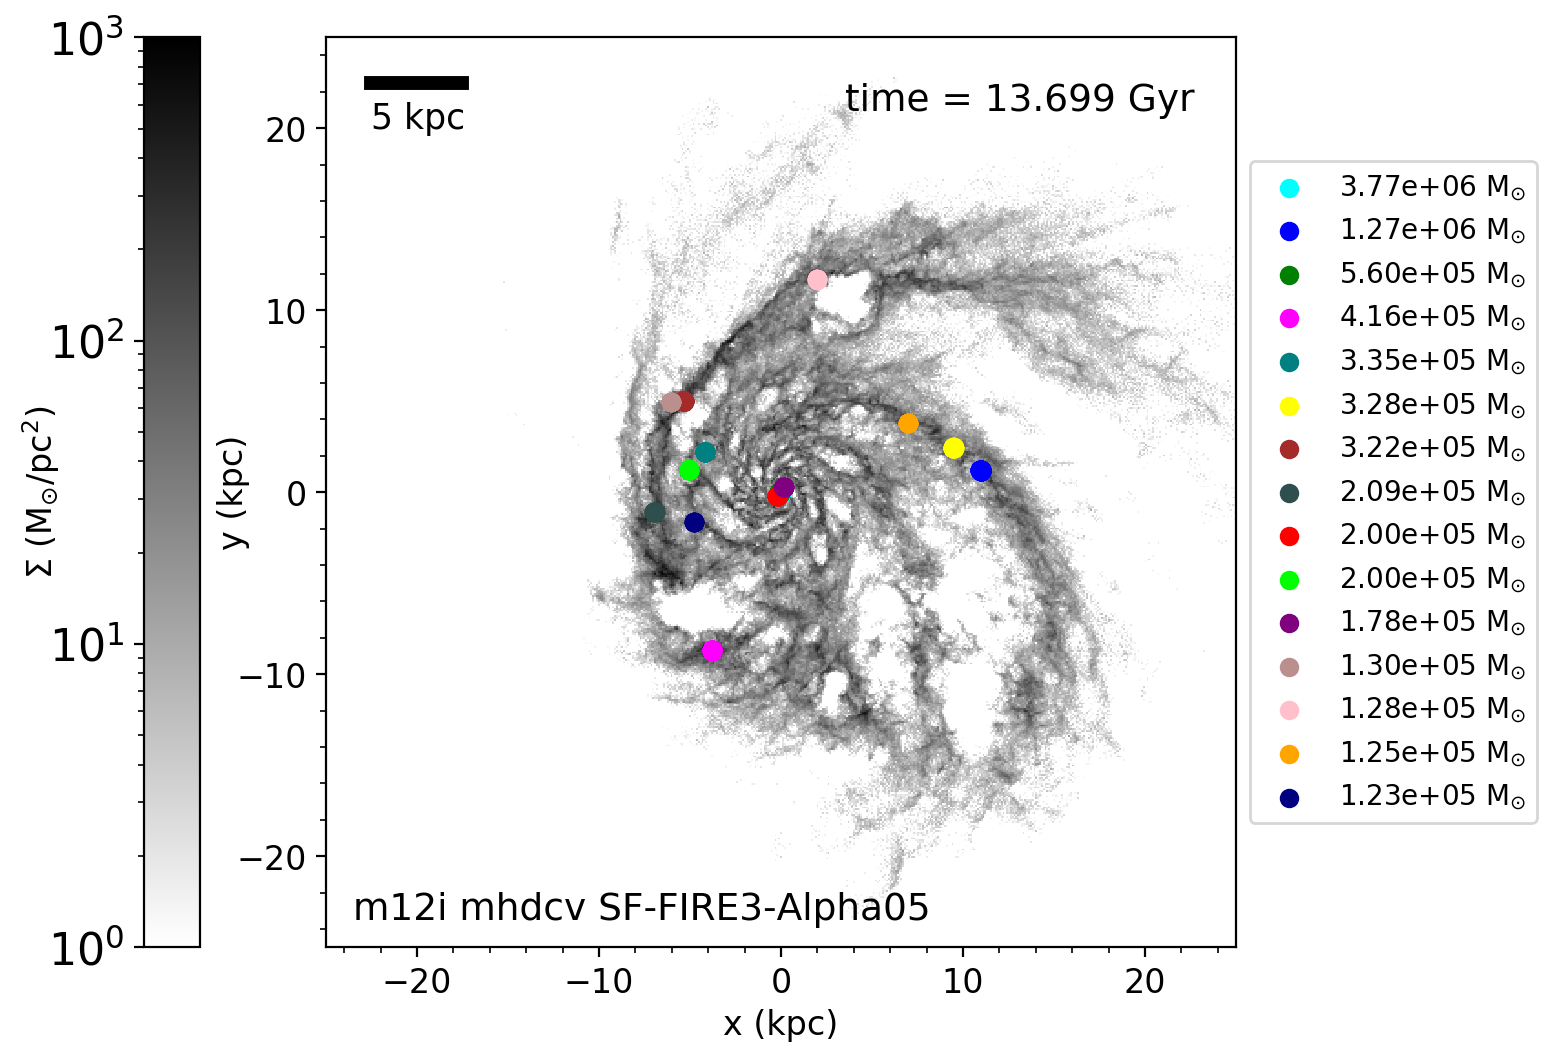 10³
10²
10¹
10⁰
Σ (M☉/pc²)
20
10
0
−10
−20
y (kpc)
5 kpc
time = 13.699 Gyr
m12i mhdcv SF-FIRE3-Alpha05
−20 −10 0 10 20
x (kpc)
3.77e+06 M☉
1.27e+06 M☉
5.60e+05 M☉
4.16e+05 M☉
3.35e+05 M☉
3.28e+05 M☉
3.22e+05 M☉
2.09e+05 M☉
2.00e+05 M☉
2.00e+05 M☉
1.78e+05 M☉
1.30e+05 M☉
1.28e+05 M☉
1.25e+05 M☉
1.23e+05 M☉